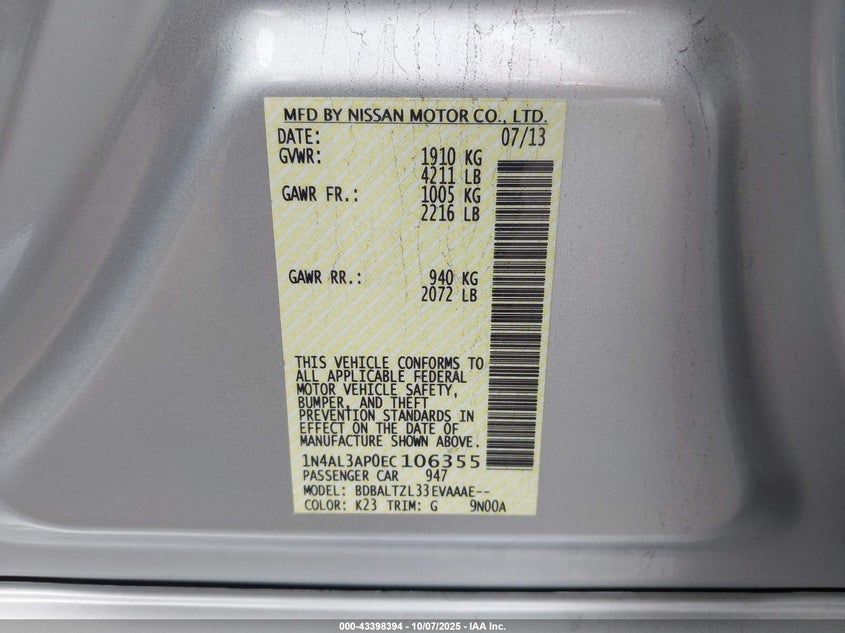 MFD BY NISSAN MOTOR CO., LTD.
DATE: 07/13
GVWR: 1910 KG
4211 LB
GAWR FR.: 1005 KG
2216 LB
GAWR RR.: 940 KG
2072 LB
THIS VEHICLE CONFORMS TO
ALL APPLICABLE FEDERAL
MOTOR VEHICLE SAFETY,
BUMPER, AND THEFT
PREVENTION STANDARDS IN
EFFECT ON THE DATE OF
MANUFACTURE SHOWN ABOVE.
1N4AL3AP0EC106355
PASSENGER CAR 947
MODEL: BDBALTZL33EVAAAE--
COLOR: K23 TRIM: G 9N00A
000-43398394 - 10/07/2025 - IAA Inc.